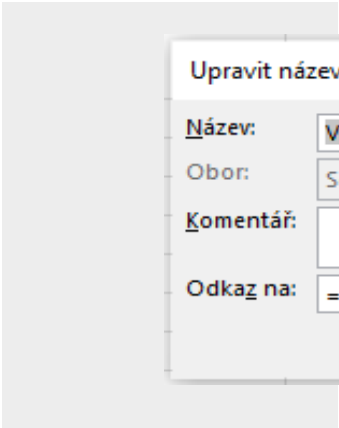 Upravit název
Název: V
Obor: S
Komentář:
Odkaz na: =